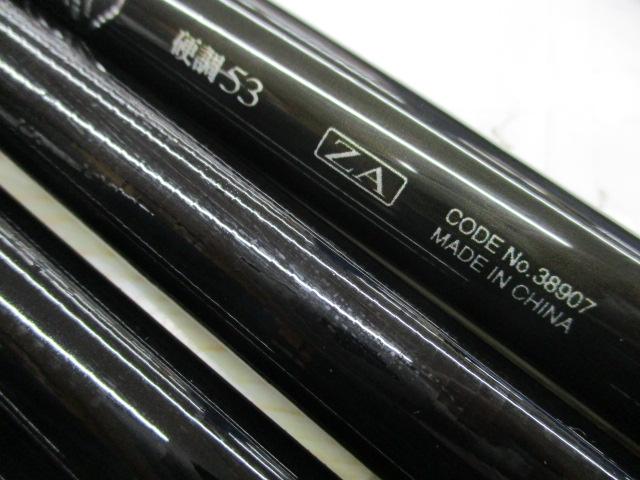 硬調53
ZA
CODE No.38907
MADE IN CHINA